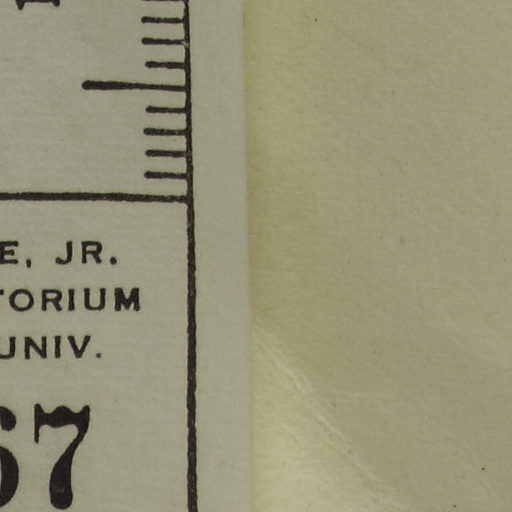 E, JR.
TORIUM
UNIV.
67